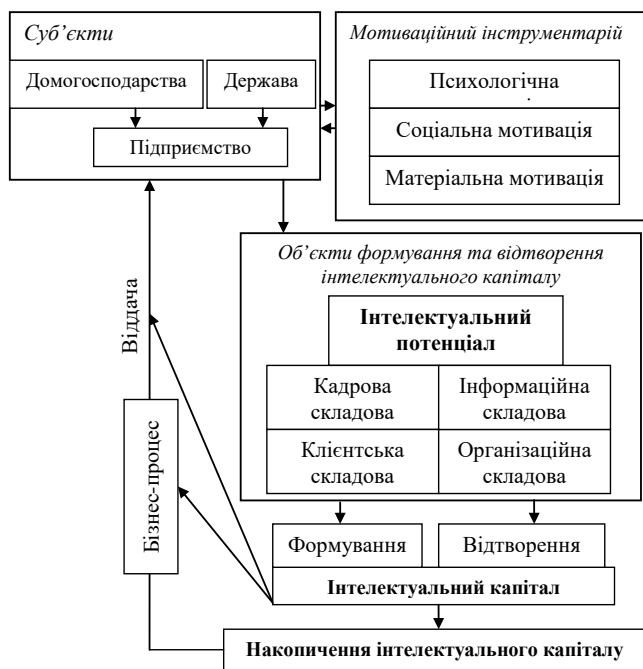 Суб’єкти
Домогосподарства
Держава
Підприємство
Мотиваційний інструментарій
Психологічна
.
Соціальна мотивація
Матеріальна мотивація
Об’єкти формування та відтворення
інтелектуального капіталу
Інтелектуальний
потенціал
Кадрова
складова
Інформаційна
складова
Клієнтська
складова
Організаційна
складова
Віддача
Бізнес-процес
Формування
Відтворення
Інтелектуальний капітал
Накопичення інтелектуального капіталу